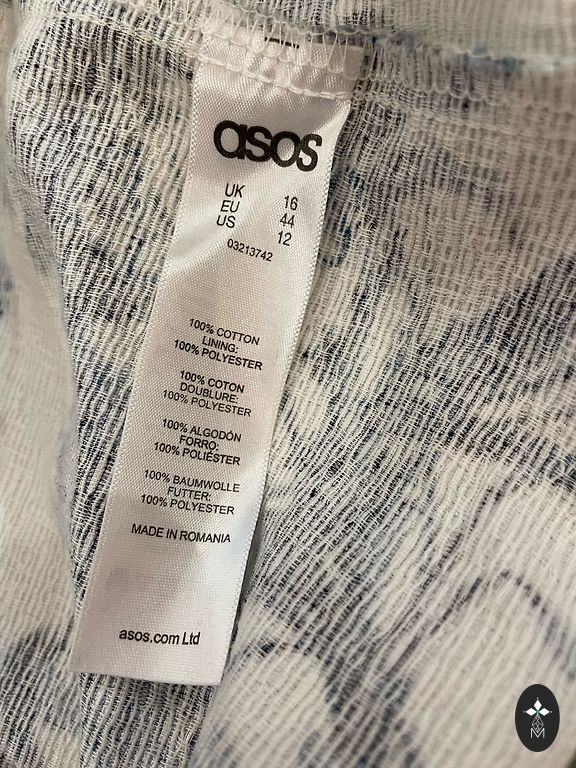 asos
UK 16
EU 44
US 12
03213742
100% COTTON
LINING:
100% POLYESTER
100% COTON
DOUBLURE:
100% POLYESTER
100% ALGODÓN
FORRO:
100% POLIÉSTER
100% BAUMWOLLE
FUTTER:
100% POLYESTER
MADE IN ROMANIA
asos.com Ltd
M